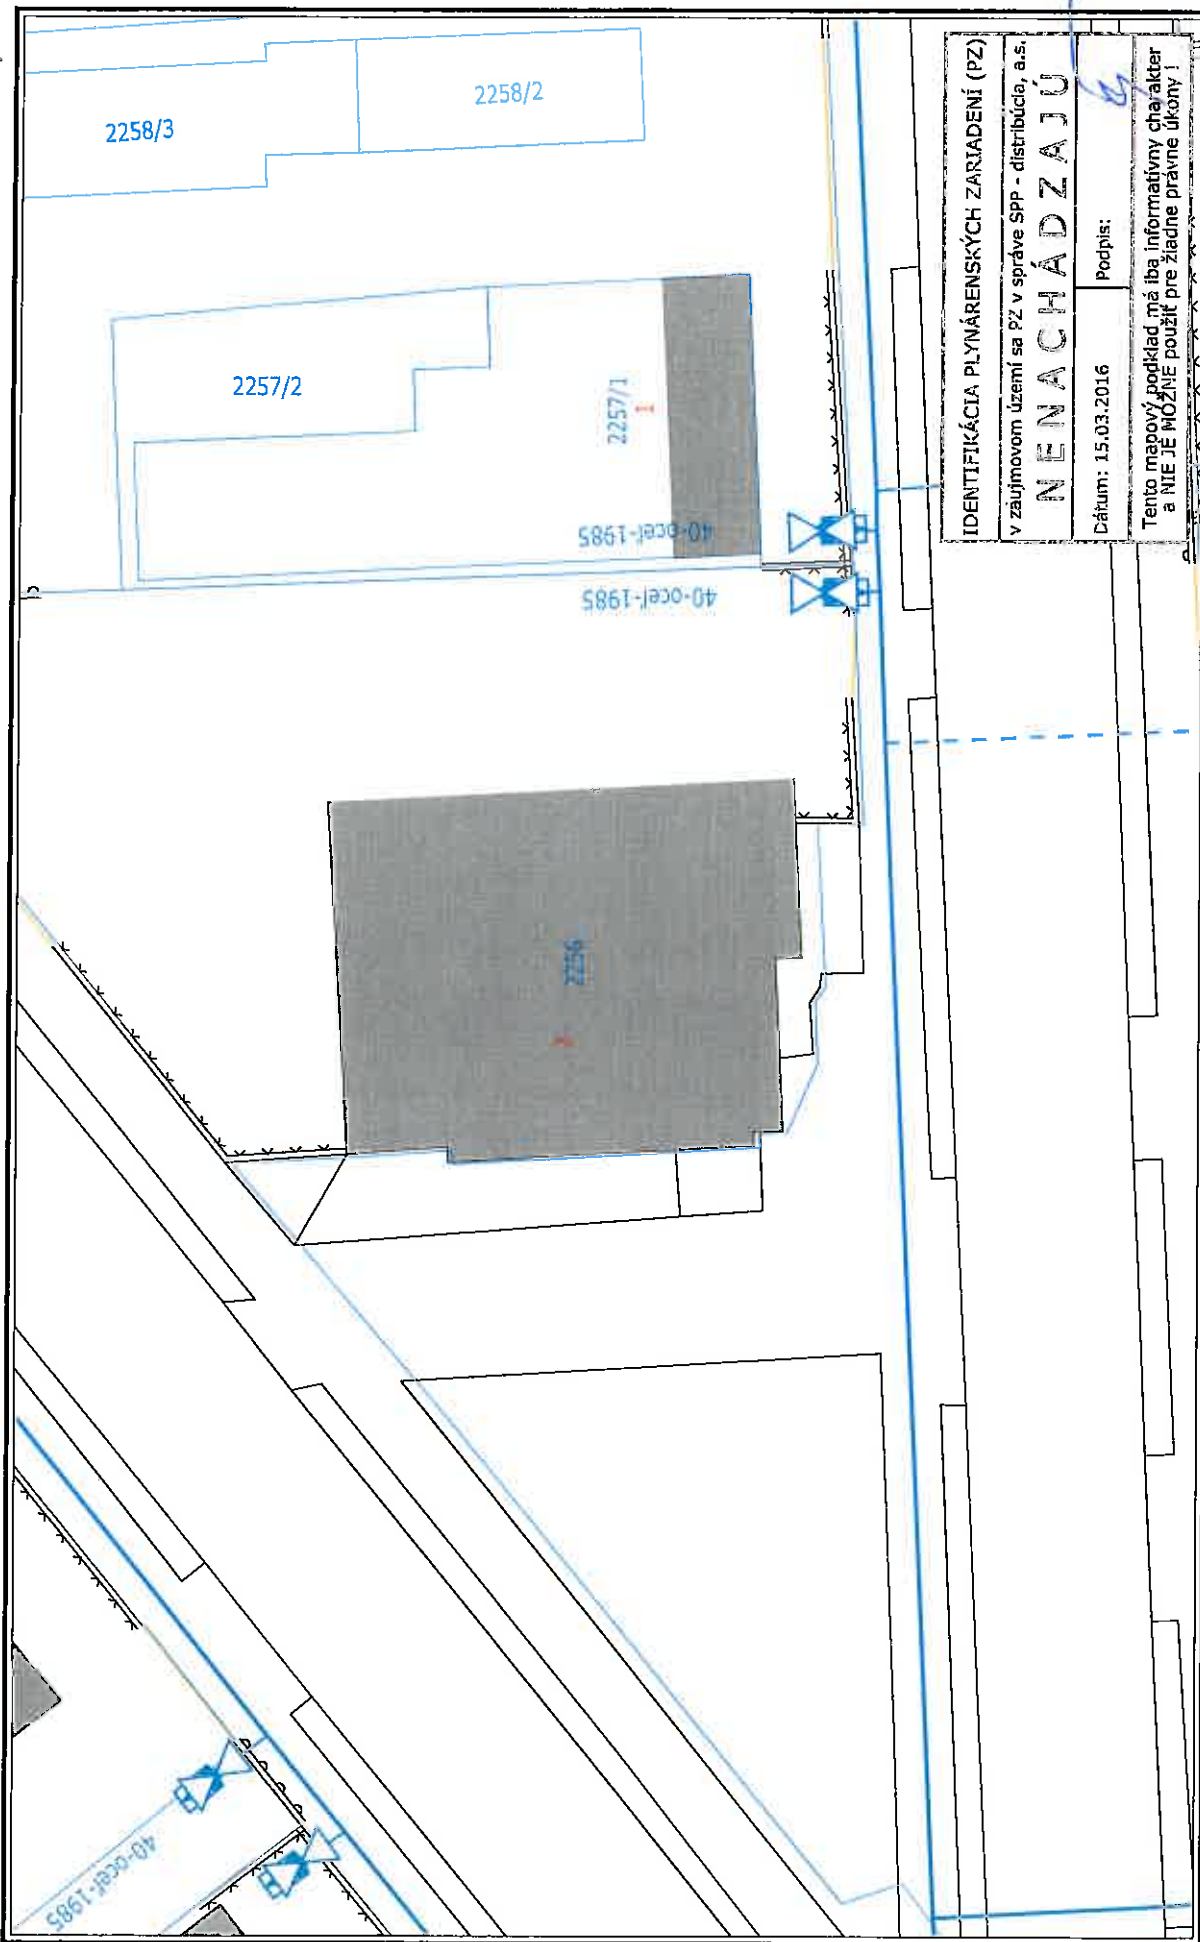 2258/3
2258/2
2257/2
2257/1
1
40-oceľ-1985
40-oceľ-1985
2256
40-oceľ-1985
IDENTIFIKÁCIA PLYNÁRENSKÝCH ZARIADENÍ (PZ)
v záujmovom území sa PZ v správe SPP - distribúcia, a.s.
NENACHÁDZAJÚ
Dátum: 15.03.2016
Podpis:
Tento mapový podklad má iba informatívny charakter
a NIE JE MOŽNÉ použiť pre žiadne právne úkony !